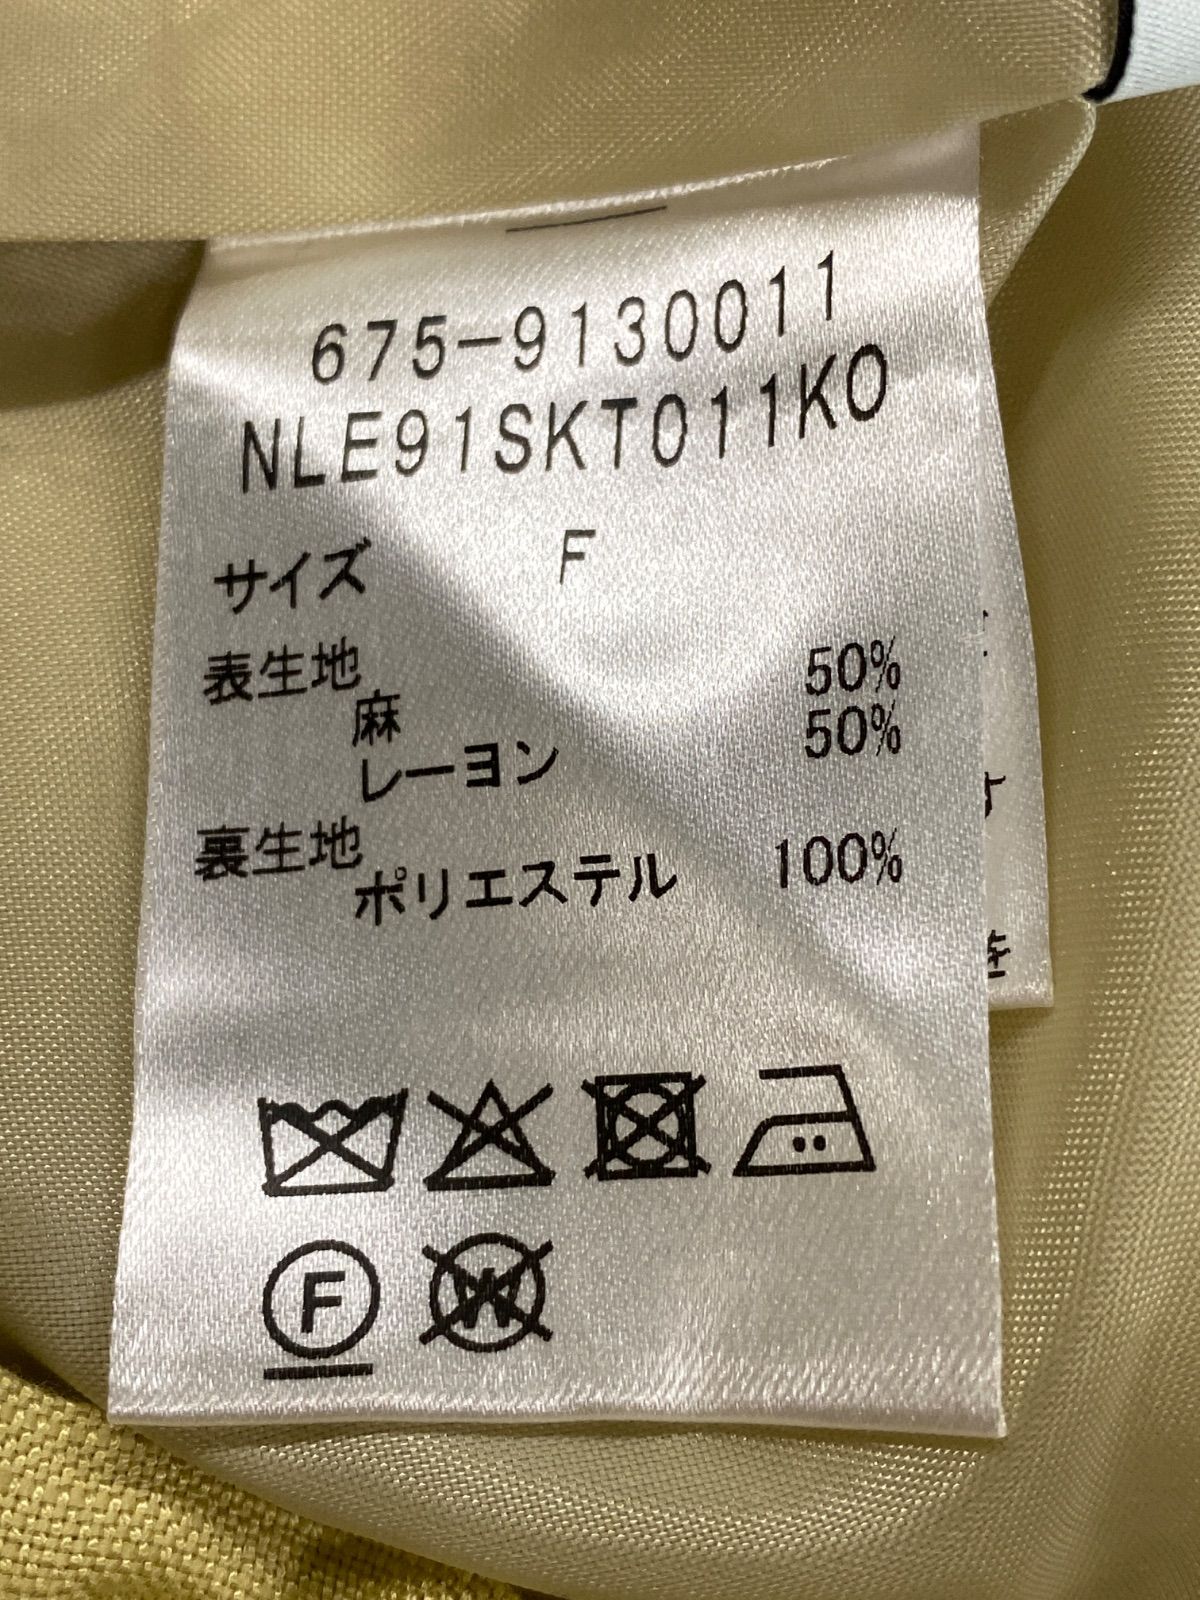 675-9130011
NLE91SKT011KO
サイズ F
表生地
麻 50%
レーヨン 50%
裏生地
ポリエステル 100%
F
W
を